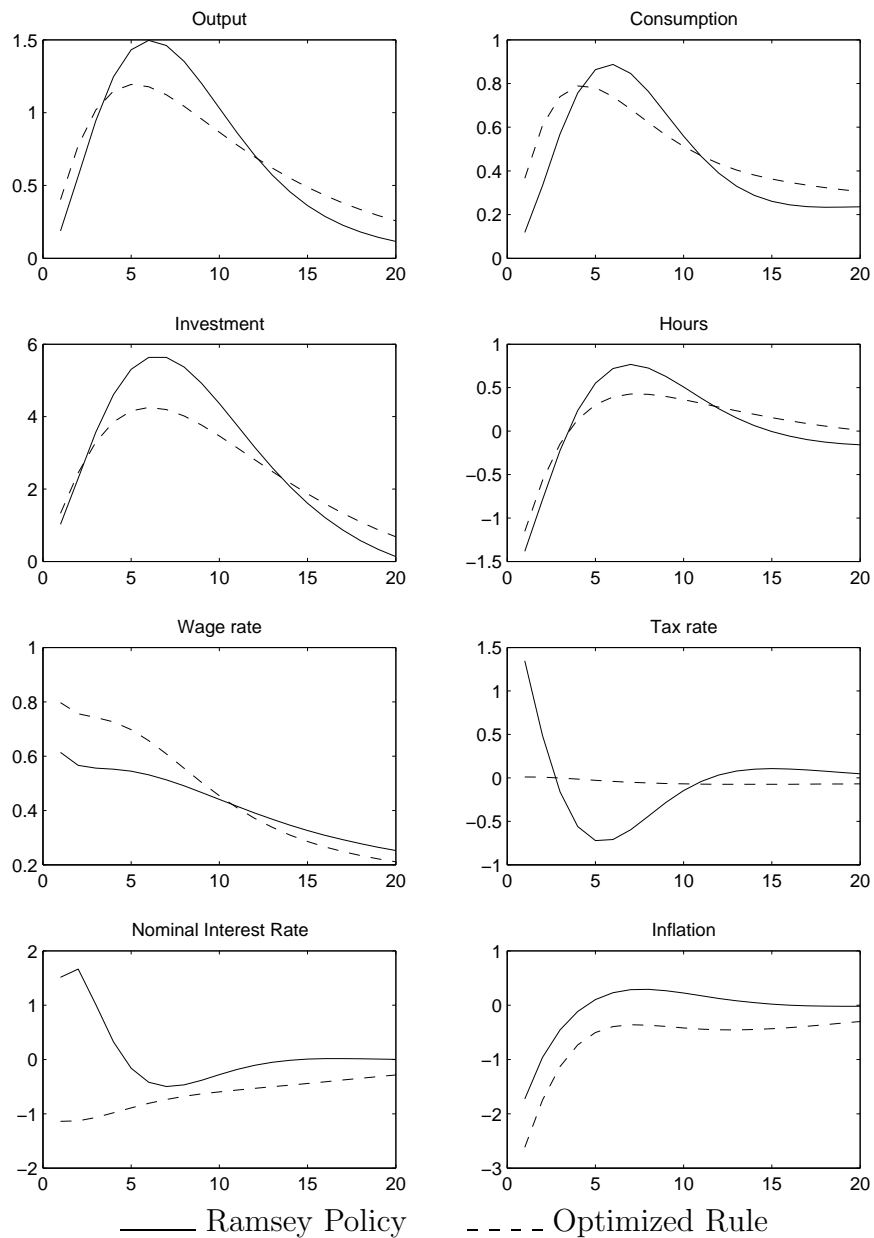 Output
1.5
1
0.5
0
0 5 10 15 20
Consumption
1
0.8
0.6
0.4
0.2
0
0 5 10 15 20
Investment
6
4
2
0
0 5 10 15 20
Hours
1
0.5
0
−0.5
−1
−1.5
0 5 10 15 20
Wage rate
1
0.8
0.6
0.4
0.2
0 5 10 15 20
Tax rate
1.5
1
0.5
0
−0.5
−1
0 5 10 15 20
Nominal Interest Rate
2
1
0
−1
−2
0 5 10 15 20
Inflation
1
0
−1
−2
−3
0 5 10 15 20
Ramsey Policy
Optimized Rule